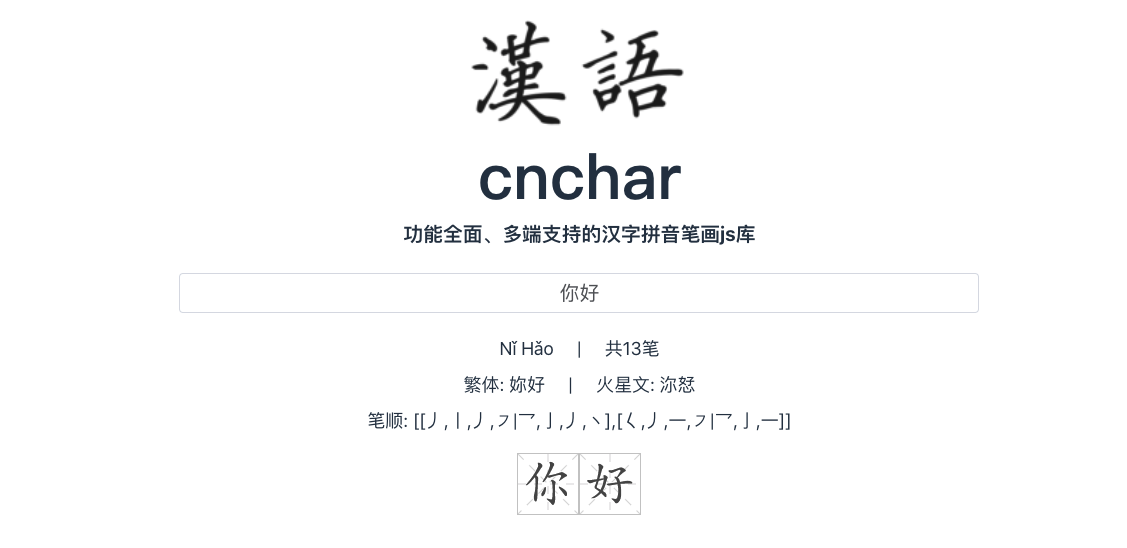 漢語
cnchar
功能全面、多端支持的汉字拼音笔画js库
你好
Nǐ Hǎo | 共13笔
繁体: 妳好 | 火星文: 沵恏
笔顺: [[丿,丨,丿,㇇|乛,亅,丿,丶],[𡿨,丿,一,㇇|乛,亅,一]]
你好